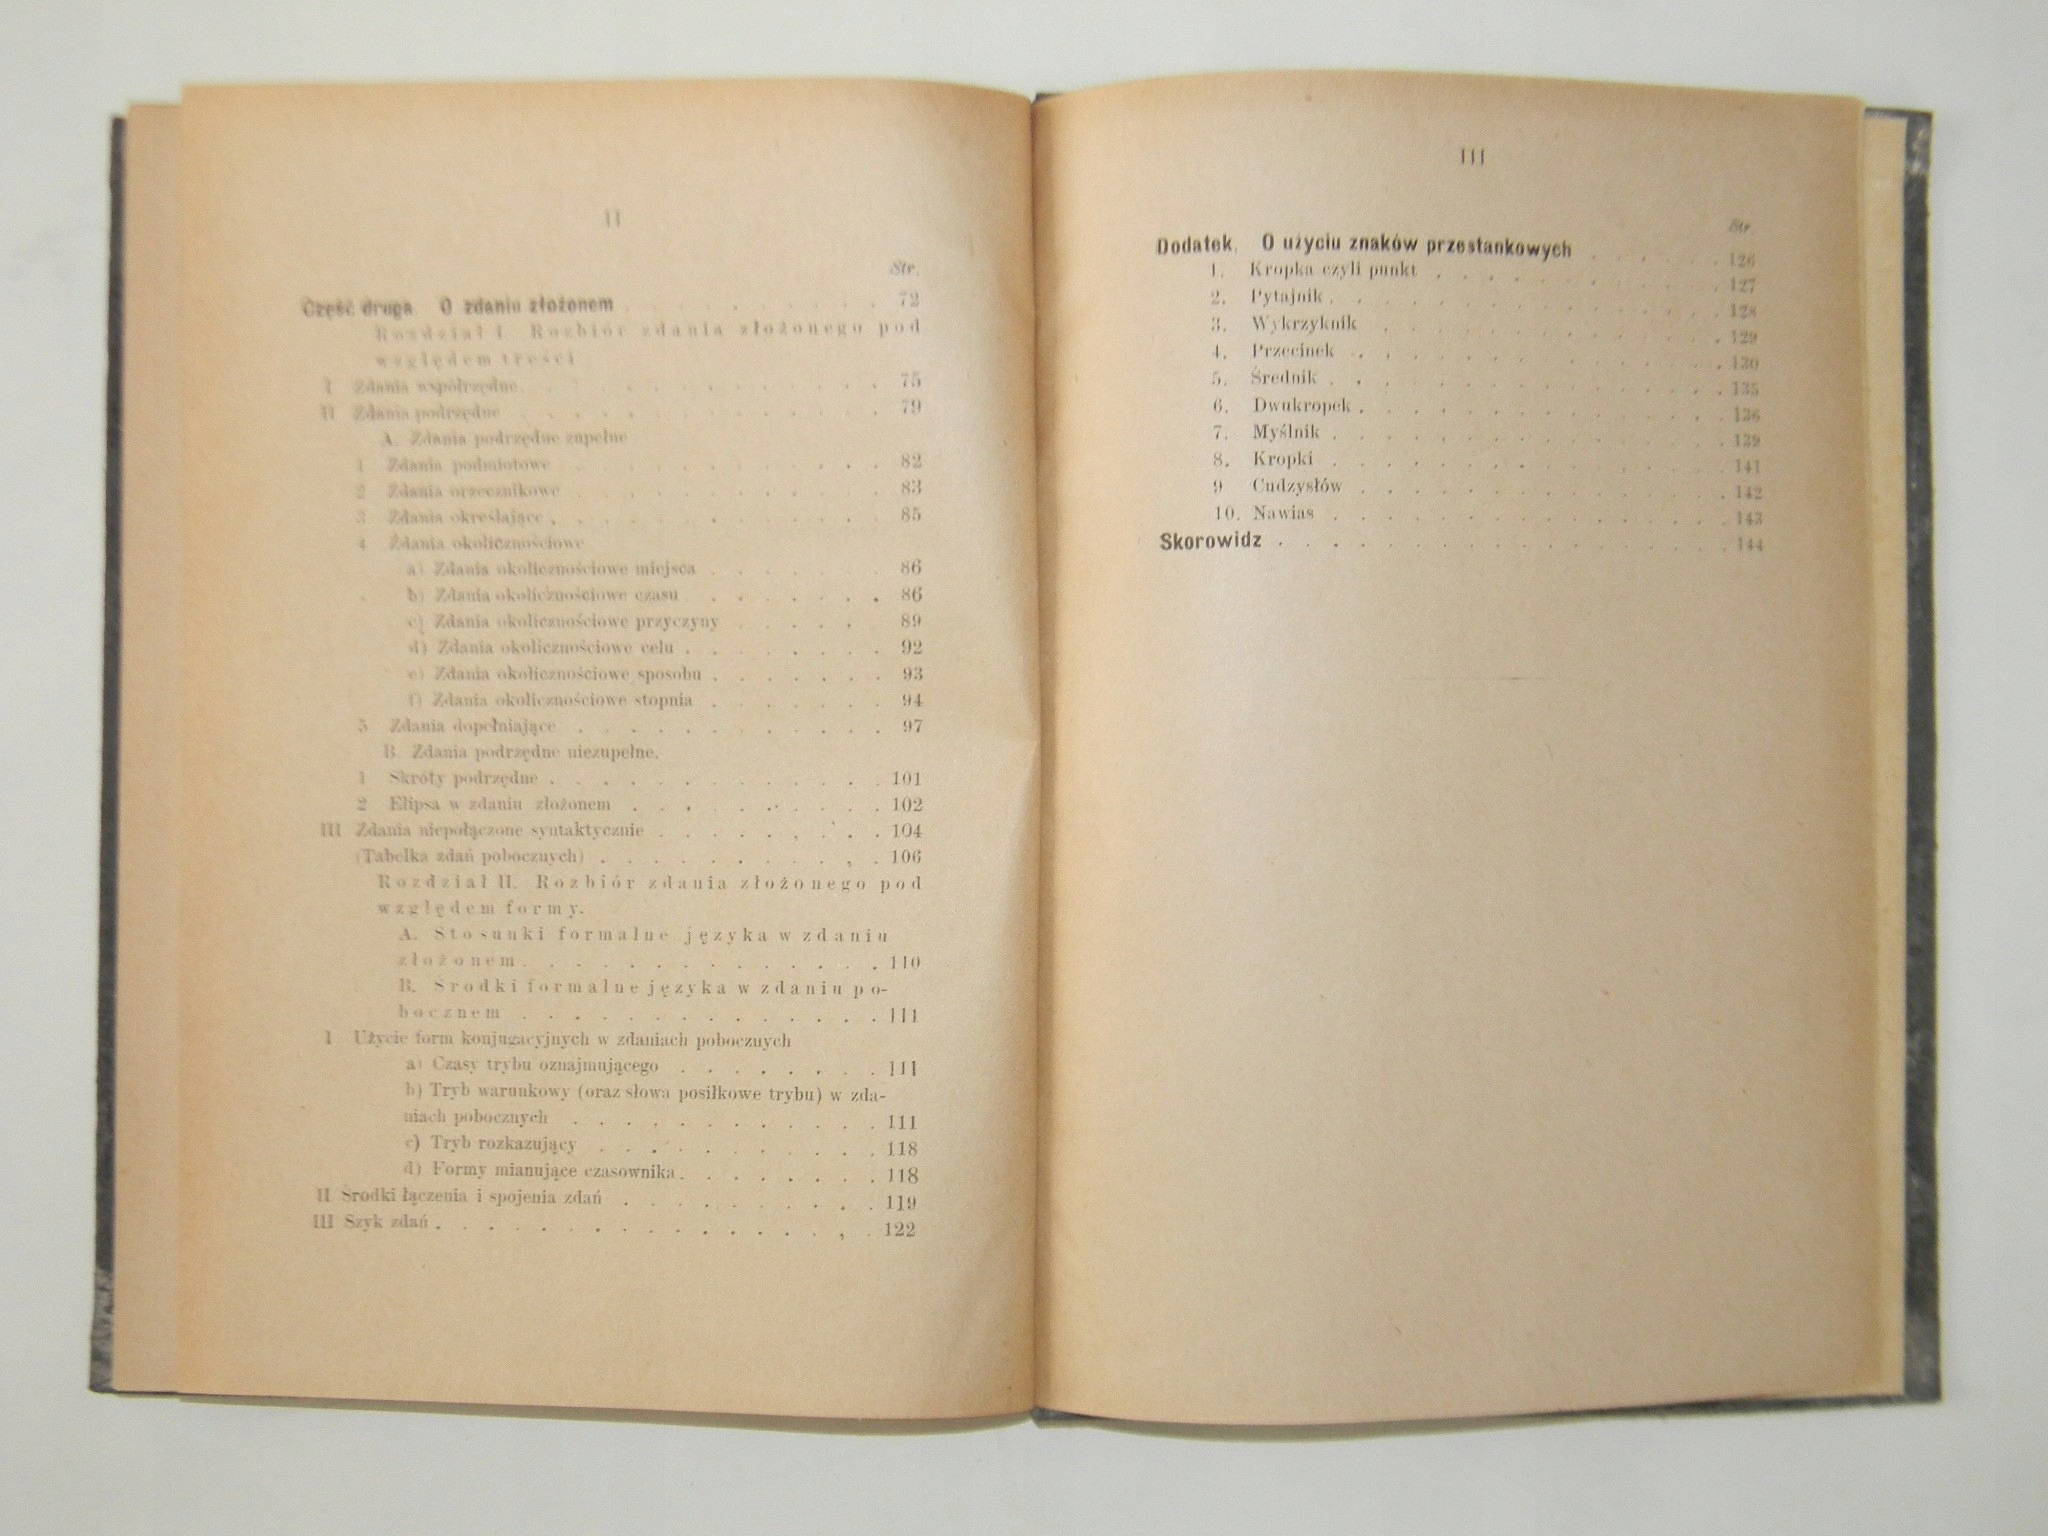 II
Str.
Część druga. O zdaniu złożonem . . . . . . . . . . 72
Rozdział I. Rozbiór zdania złożonego pod
względem treści
I Zdania współrzędne . . . . . . . . . . . . . 75
II Zdania podrzędne . . . . . . . . . . . . . . 79
A. Zdania podrzędne zupełne
1 Zdania podmiotowe . . . . . . . . . . . . 82
2 Zdania orzecznikowe . . . . . . . . . . . . 83
3 Zdania określające . . . . . . . . . . . . . 85
4 Zdania okolicznościowe
a) Zdania okolicznościowe miejsca . . . . . . 86
b) Zdania okolicznościowe czasu . . . . . . . 86
c) Zdania okolicznościowe przyczyny . . . . . 89
d) Zdania okolicznościowe celu . . . . . . . . 92
e) Zdania okolicznościowe sposobu . . . . . . . 93
f) Zdania okolicznościowe stopnia . . . . . . . 94
5 Zdania dopełniające . . . . . . . . . . . . 97
B. Zdania podrzędne niezupełne.
1 Skróty podrzędne . . . . . . . . . . . . . 101
2 Elipsa w zdaniu złożonem . . . . . . . . . . 102
III Zdania niepołączone syntaktycznie . . . . . . . . . 104
(Tabelka zdań pobocznych) . . . . . . . . . . . 106
Rozdział II. Rozbiór zdania złożonego pod
względem formy.
A. Stosunki formalne języka w zdaniu
złożonem . . . . . . . . . . . . . . 110
B. Środki formalne języka w zdaniu po-
bocznem . . . . . . . . . . . . . . 111
I Użycie form konjugacyjnych w zdaniach pobocznych
a) Czasy trybu oznajmującego . . . . . . . . 111
b) Tryb warunkowy (oraz słowa posiłkowe trybu) w zda-
niach pobocznych . . . . . . . . . . . . 111
c) Tryb rozkazujący . . . . . . . . . . . 118
d) Formy mianujące czasownika . . . . . . . . 118
II Środki łączenia i spojenia zdań . . . . . . . . . . 119
III Szyk zdań . . . . . . . . . . . . . . . . . 122
III
Str.
Dodatek. O użyciu znaków przestankowych . . . . . 126
1. Kropka czyli punkt . . . . . . . . . . . 127
2. Pytajnik . . . . . . . . . . . . . . . 128
3. Wykrzyknik . . . . . . . . . . . . . 129
4. Przecinek . . . . . . . . . . . . . . 130
5. Średnik . . . . . . . . . . . . . . . 135
6. Dwukropek . . . . . . . . . . . . . . 136
7. Myślnik . . . . . . . . . . . . . . . 139
8. Kropki . . . . . . . . . . . . . . . 141
9 Cudzysłów . . . . . . . . . . . . . . 142
10. Nawias . . . . . . . . . . . . . . . 143
Skorowidz . . . . . . . . . . . . . . . . . 144